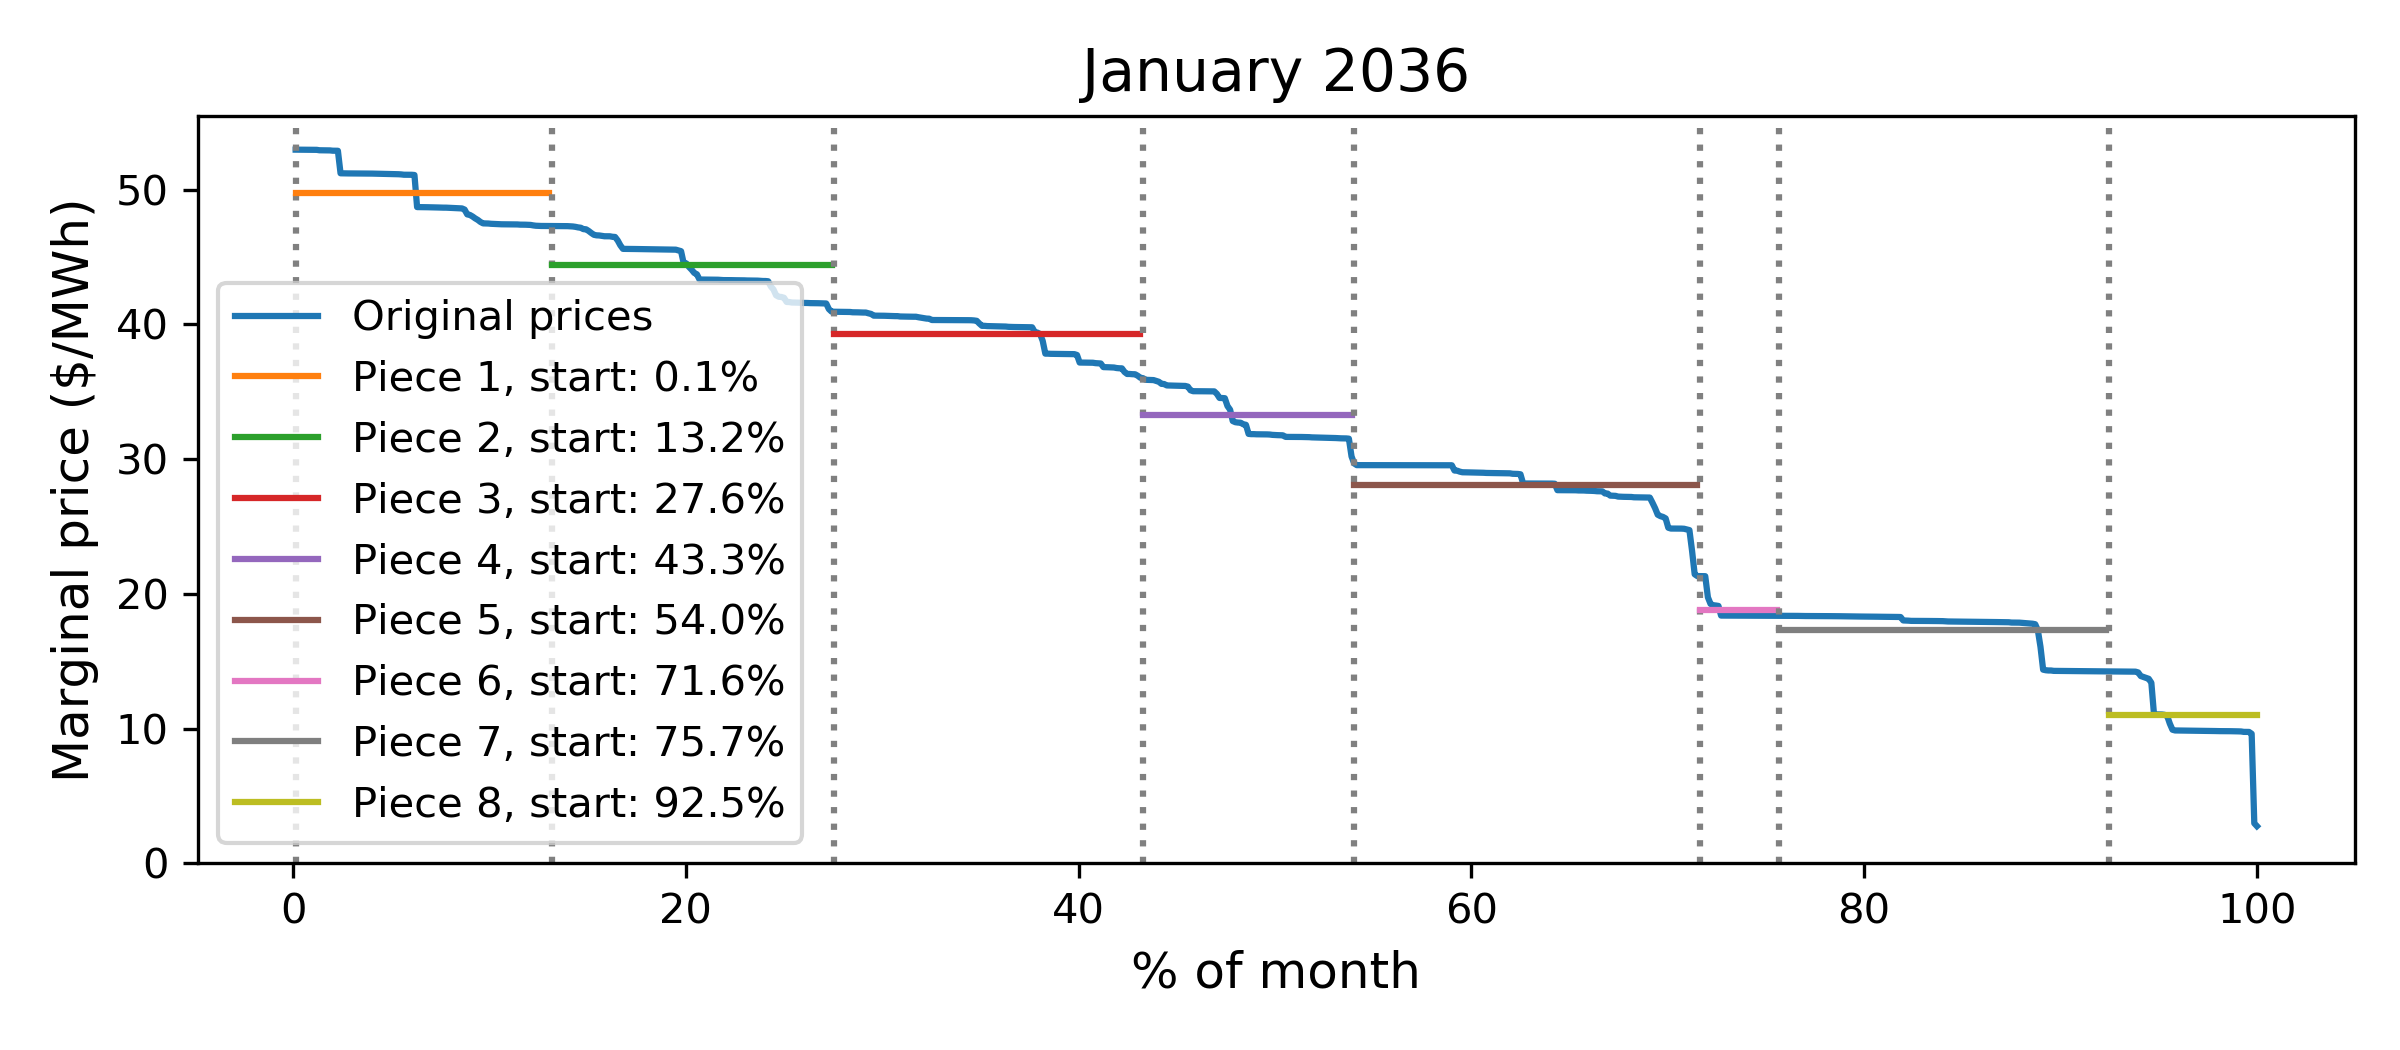 January 2036
Marginal price ($/MWh)
50
40
30
20
10
0
Original prices
Piece 1, start: 0.1%
Piece 2, start: 13.2%
Piece 3, start: 27.6%
Piece 4, start: 43.3%
Piece 5, start: 54.0%
Piece 6, start: 71.6%
Piece 7, start: 75.7%
Piece 8, start: 92.5%
0 20 40 60 80 100
% of month